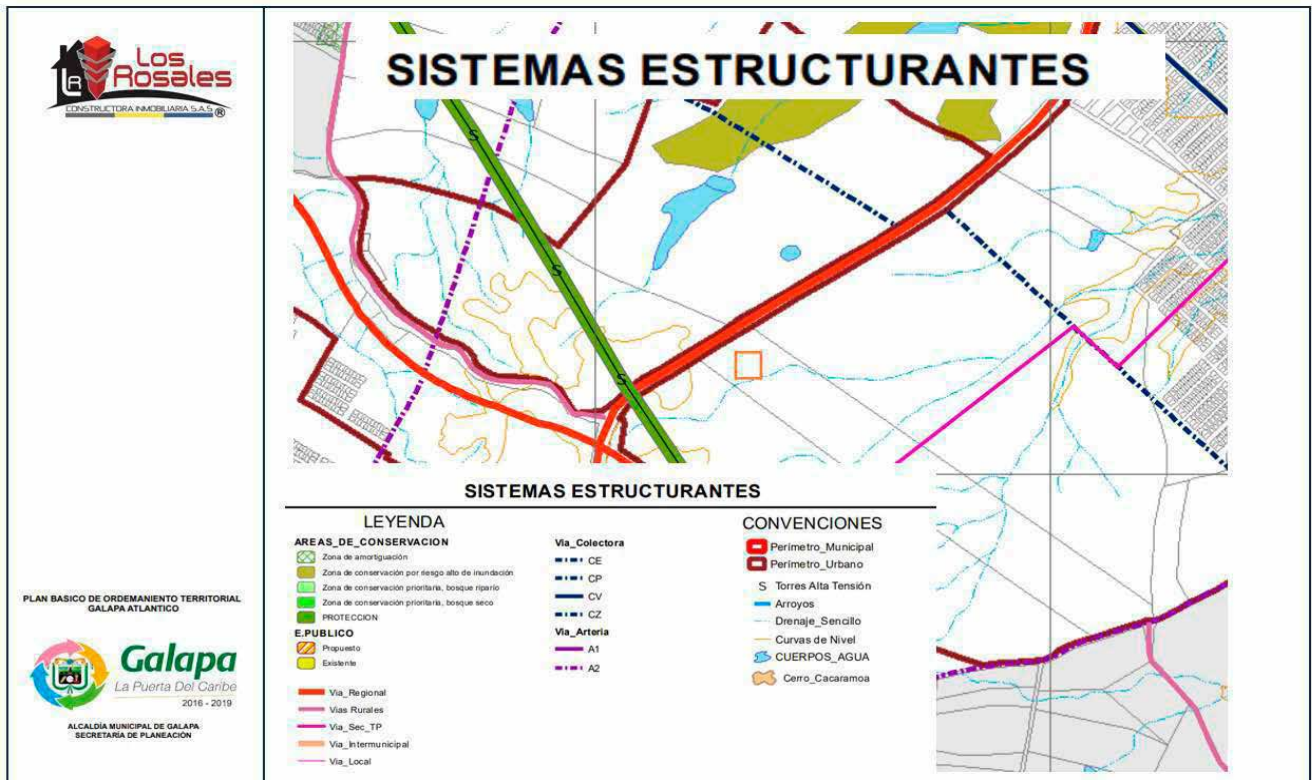 Los
Rosales
CONSTRUCTORA INMOBILIARIA S.A.S ®
LR
SISTEMAS ESTRUCTURANTES
S
S
S
SISTEMAS ESTRUCTURANTES
LEYENDA
AREAS_DE_CONSERVACION
Zona de amortiguación
Zona de conservación por riesgo alto de inundación
Zona de conservación prioritaria, bosque ripario
Zona de conservación prioritaria, bosque seco
PROTECCION
E.PUBLICO
Propuesto
Existente
Via_Regional
Vias Rurales
Via_Sec_TP
Via_Intermunicipal
Via_Local
Via_Colectora
CE
CP
CV
CZ
Via_Arteria
A1
A2
CONVENCIONES
Perímetro_Municipal
Perímetro_Urbano
S Torres Alta Tensión
Arroyos
Drenaje_Sencillo
Curvas de Nivel
CUERPOS_AGUA
Cerro_Cacaramoa
PLAN BASICO DE ORDEMANIENTO TERRITORIAL
GALAPA ATLANTICO
Galapa
La Puerta Del Caribe
2016 - 2019
ALCALDÍA MUNICIPAL DE GALAPA
SECRETARÍA DE PLANEACIÓN